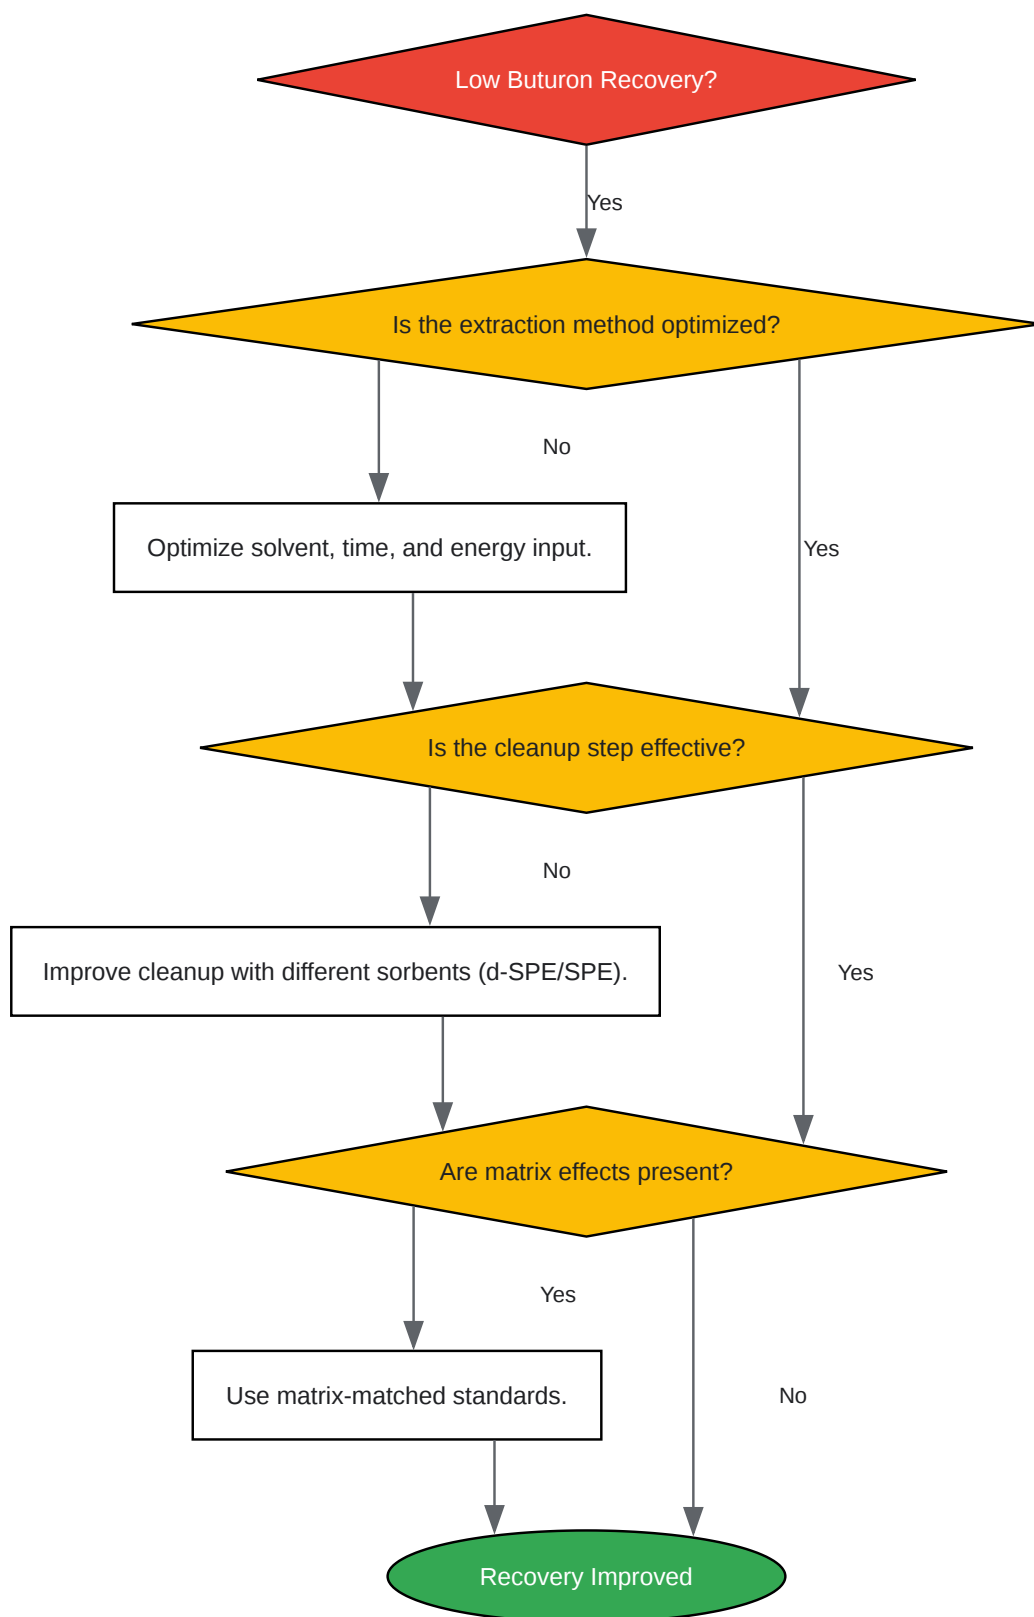 Low Buturon Recovery?
Yes
Is the extraction method optimized?
No
Optimize solvent, time, and energy input.
Yes
Is the cleanup step effective?
No
Improve cleanup with different sorbents (d-SPE/SPE).
Yes
Are matrix effects present?
Yes
Use matrix-matched standards.
No
Recovery Improved